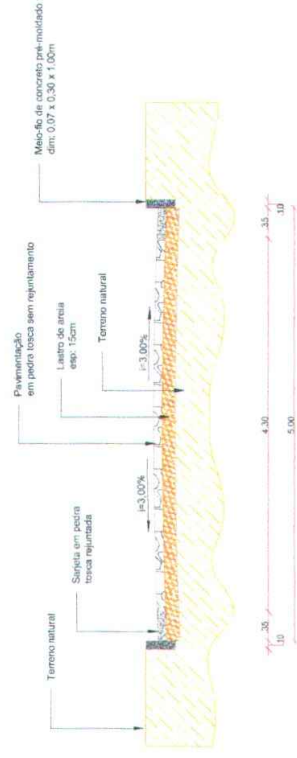 Terreno natural
Sarjeta em pedra
tosca rejuntada
Pavimentação
em pedra tosca sem rejuntamento
Lastro de areia
esp: 15cm
Terreno natural
Meio-fio de concreto pré-moldado
dim: 0,07 x 0,30 x 1.00m
i=3,00%
i=3,00%
.10
.35
4.30
.35
.10
5.00